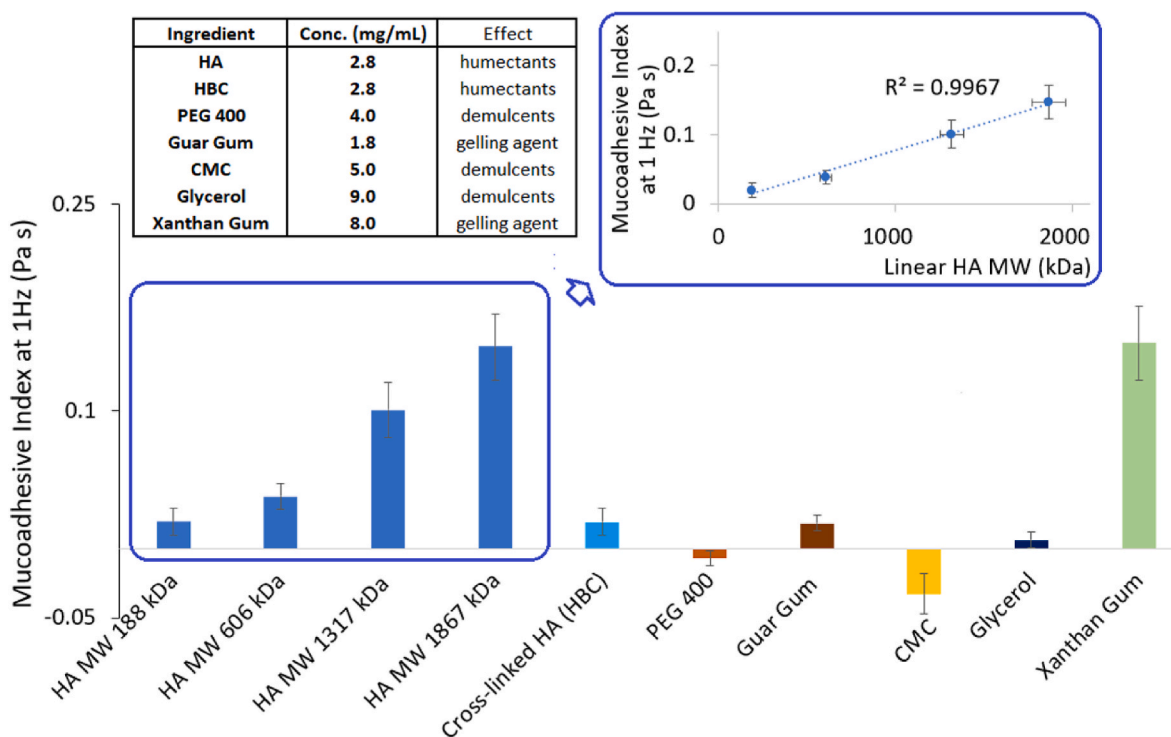 Ingredient Conc. (mg/mL) Effect
HA 2.8 humectants
HBC 2.8 humectants
PEG 400 4.0 demulcents
Guar Gum 1.8 gelling agent
CMC 5.0 demulcents
Glycerol 9.0 demulcents
Xanthan Gum 8.0 gelling agent
Mucoadhesive Index
at 1 Hz (Pa s)
0.2
0.1
0
R² = 0.9967
0 1000 2000
Linear HA MW (kDa)
Mucoadhesive Index at 1Hz (Pa s)
0.25
0.1
-0.05
HA MW 188 kDa
HA MW 606 kDa
HA MW 1317 kDa
HA MW 1867 kDa
Cross-linked HA (HBC)
PEG 400
Guar Gum
CMC
Glycerol
Xanthan Gum